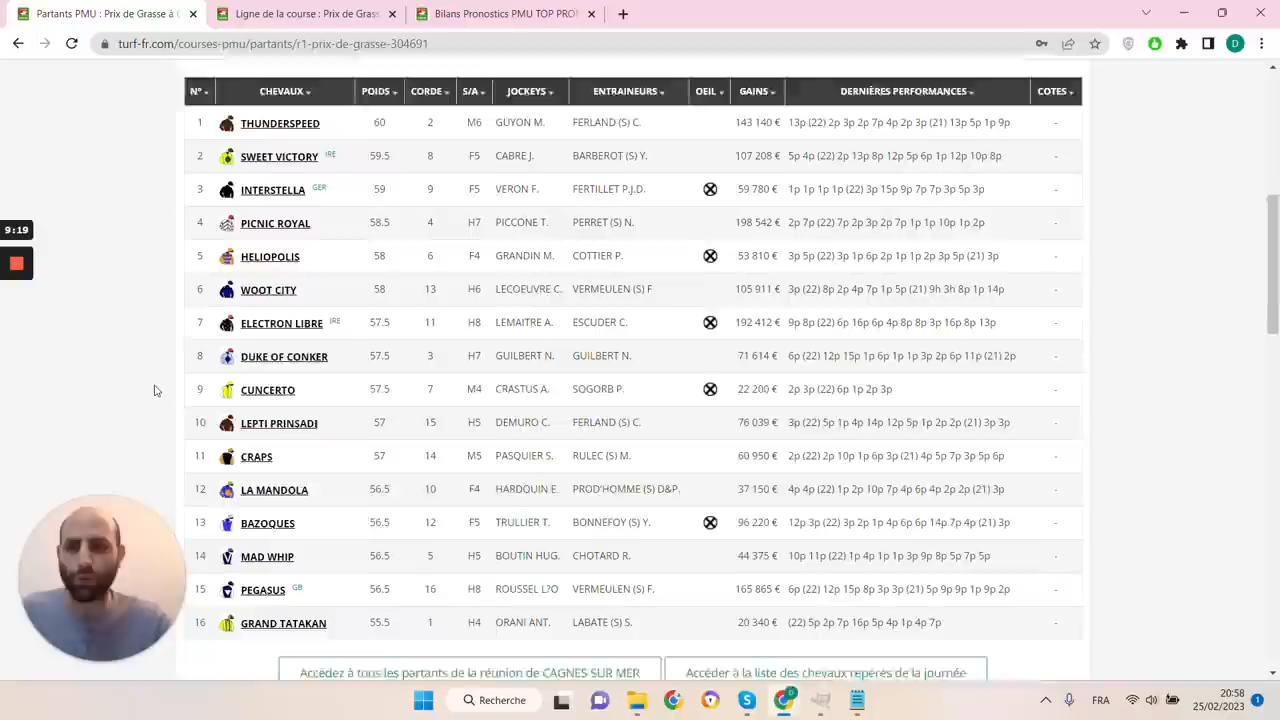 Partants PMU : Prix de Grasse à C
Ligne de la course : Prix de Grass
Bilans Pronostics PMU TOP PRO
turf-fr.com/courses-pmu/partants/r1-prix-de-grasse-304691
N° CHEVAUX POIDS CORDE S/A JOCKEYS ENTRAINEURS OEIL GAINS DERNIÈRES PERFORMANCES COTES
1 THUNDERSPEED 60 2 M6 GUYON M. FERLAND (S) C. 143 140 € 13p (22) 2p 3p 2p 7p 4p 2p 3p (21) 13p 5p 1p 9p -
2 SWEET VICTORY IRE 59.5 8 F5 CABRE J. BARBEROT (S) Y. 107 208 € 5p 4p (22) 2p 13p 8p 12p 5p 6p 1p 12p 10p 8p -
3 INTERSTELLA GER 59 9 F5 VERON F. FERTILLET P.J.D. 59 780 € 1p 1p 1p 1p (22) 3p 15p 9p 7p 7p 3p 5p 3p -
4 PICNIC ROYAL 58.5 4 H7 PICCONE T. PERRET (S) N. 198 542 € 2p 7p (22) 7p 2p 3p 2p 7p 1p 1p 10p 1p 2p -
5 HELIOPOLIS 58 6 F4 GRANDIN M. COTTIER P. 53 810 € 3p 5p (22) 3p 1p 6p 2p 1p 1p 2p 3p 5p (21) 3p -
6 WOOT CITY 58 13 H6 LECOEUVRE C. VERMEULEN (S) F 105 911 € 3p (22) 8p 2p 4p 7p 1p 5p (21) 9h 3h 8p 1p 14p -
7 ELECTRON LIBRE IRE 57.5 11 H8 LEMAITRE A. ESCUDER C. 192 412 € 9p 8p (22) 6p 16p 6p 4p 8p 8p 3p 16p 8p 13p -
8 DUKE OF CONKER 57.5 3 H7 GUILBERT N. GUILBERT N. 71 614 € 6p (22) 12p 15p 1p 6p 1p 1p 3p 2p 6p 11p (21) 2p -
9 CUNCERTO 57.5 7 M4 CRASTUS A. SOGORB P. 22 200 € 2p 3p (22) 6p 1p 2p 3p -
10 LEPTI PRINSADI 57 15 H5 DEMURO C. FERLAND (S) C. 76 039 € 3p (22) 5p 1p 4p 14p 12p 5p 1p 2p 2p (21) 3p 3p -
11 CRAPS 57 14 M5 PASQUIER S. RULEC (S) M. 60 950 € 2p (22) 2p 10p 1p 6p 3p (21) 4p 5p 7p 3p 5p 6p -
12 LA MANDOLA 56.5 10 F4 HARDOUIN E. PROD'HOMME (S) D&P. 37 150 € 4p 4p (22) 1p 2p 10p 7p 4p 6p 4p 2p 2p (21) 3p -
13 BAZOQUES 56.5 12 F5 TRULLIER T. BONNEFOY (S) Y. 96 220 € 12p 3p (22) 3p 2p 1p 4p 6p 6p 14p 7p 4p (21) 3p -
14 MAD WHIP 56.5 5 H5 BOUTIN HUG. CHOTARD R. 44 375 € 10p 11p (22) 1p 4p 1p 1p 3p 9p 8p 5p 7p 5p -
15 PEGASUS GB 56.5 16 H8 ROUSSEL L?O VERMEULEN (S) F. 165 865 € 6p (22) 12p 15p 8p 3p 3p (21) 5p 9p 9p 1p 9p 2p -
16 GRAND TATAKAN 55.5 1 H4 ORANI ANT. LABATE (S) S. 20 340 € (22) 5p 2p 7p 16p 5p 4p 1p 4p 7p -
Accédez à tous les partants de la réunion de CAGNES SUR MER
Accéder à la liste des chevaux repérés de la journée
9:19
D
Recherche
FRA
20:58
25/02/2023
1